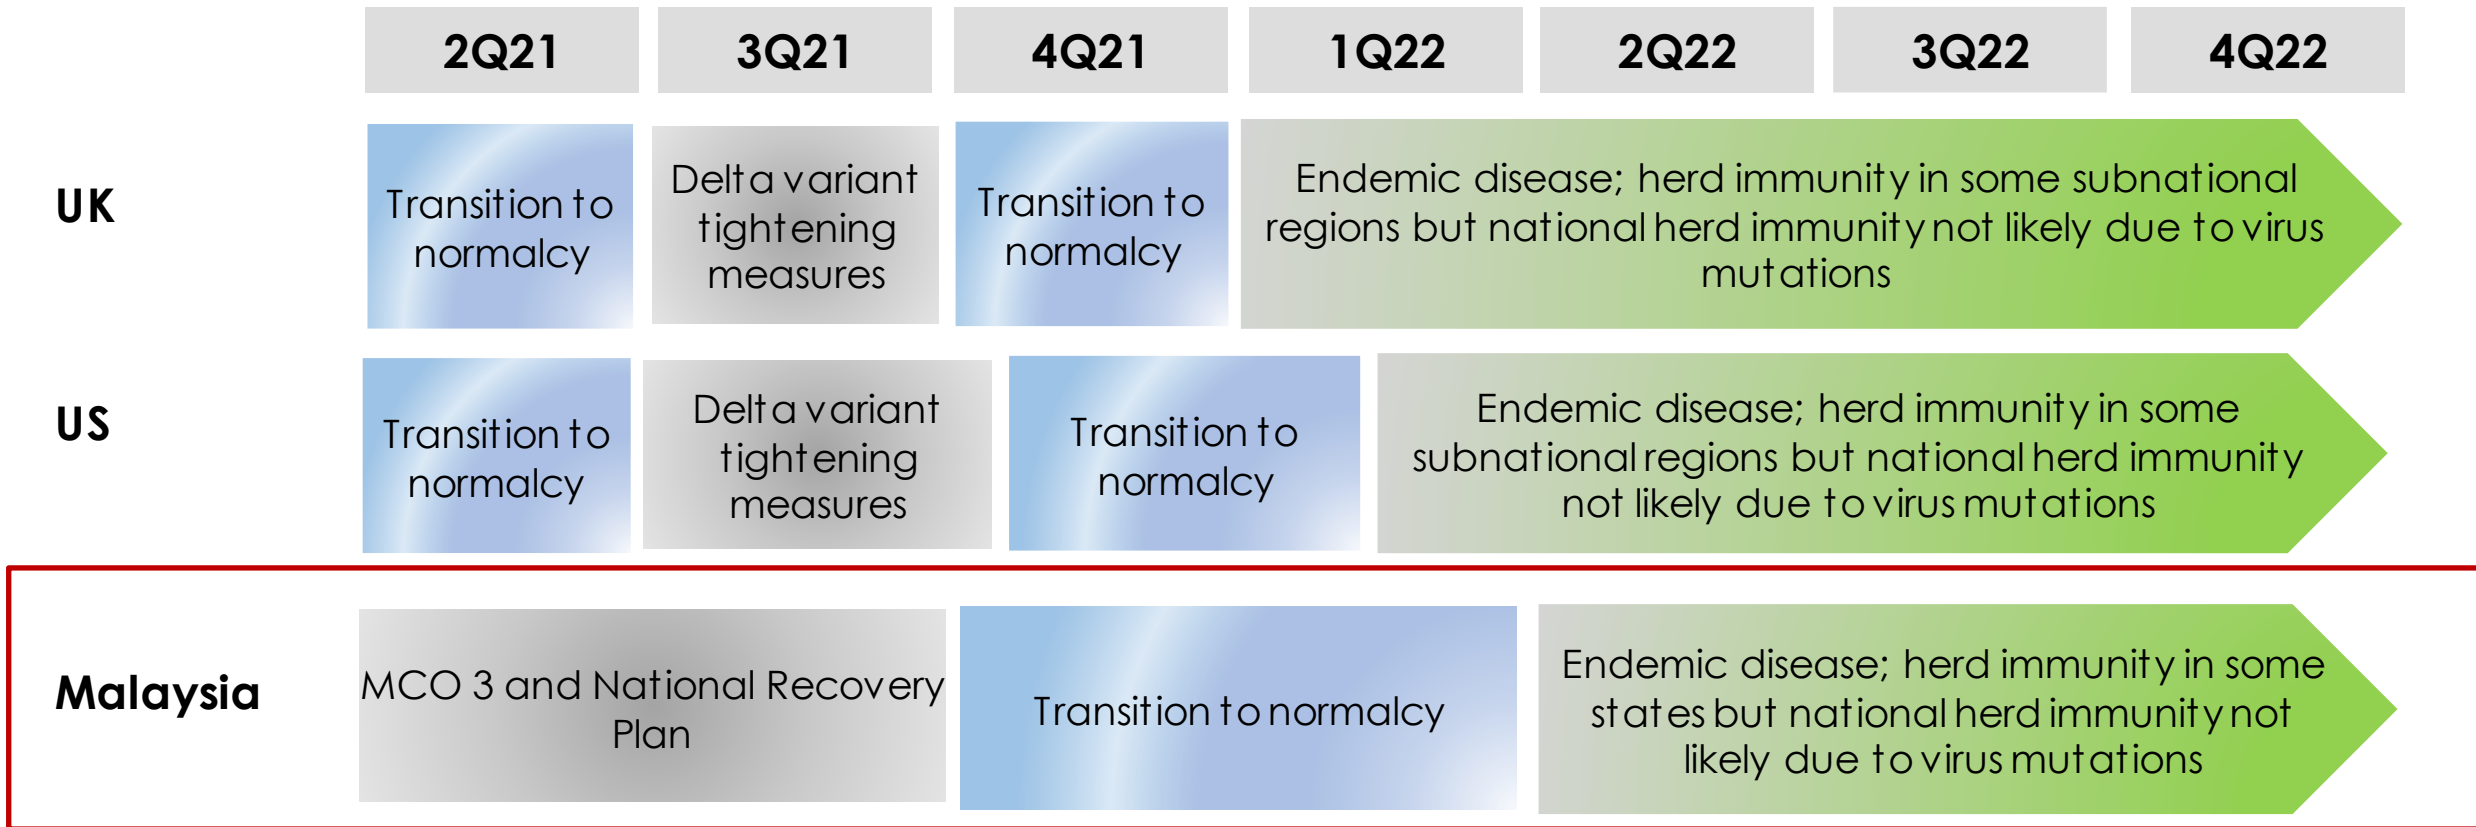 2Q21 3Q21 4Q21 1Q22 2Q22 3Q22 4Q22
UK
Transition to
normalcy
Delta variant
tightening
measures
Transition to
normalcy
Endemic disease; herd immunity in some subnational
regions but national herd immunity not likely due to virus
mutations
US
Transition to
normalcy
Delta variant
tightening
measures
Transition to
normalcy
Endemic disease; herd immunity in some
subnational regions but national herd immunity
not likely due to virus mutations
Malaysia
MCO 3 and National Recovery
Plan
Transition to normalcy
Endemic disease; herd immunity in some
states but national herd immunity not
likely due to virus mutations